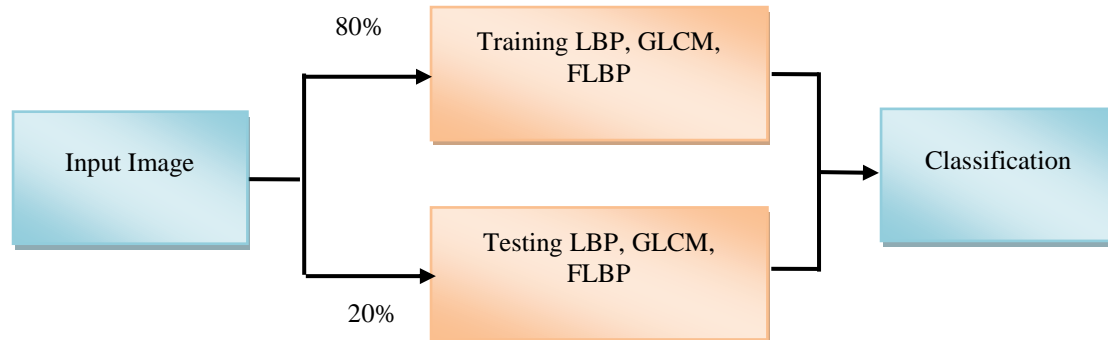 80%
Training LBP, GLCM,
FLBP
Input Image
Classification
Testing LBP, GLCM,
FLBP
20%